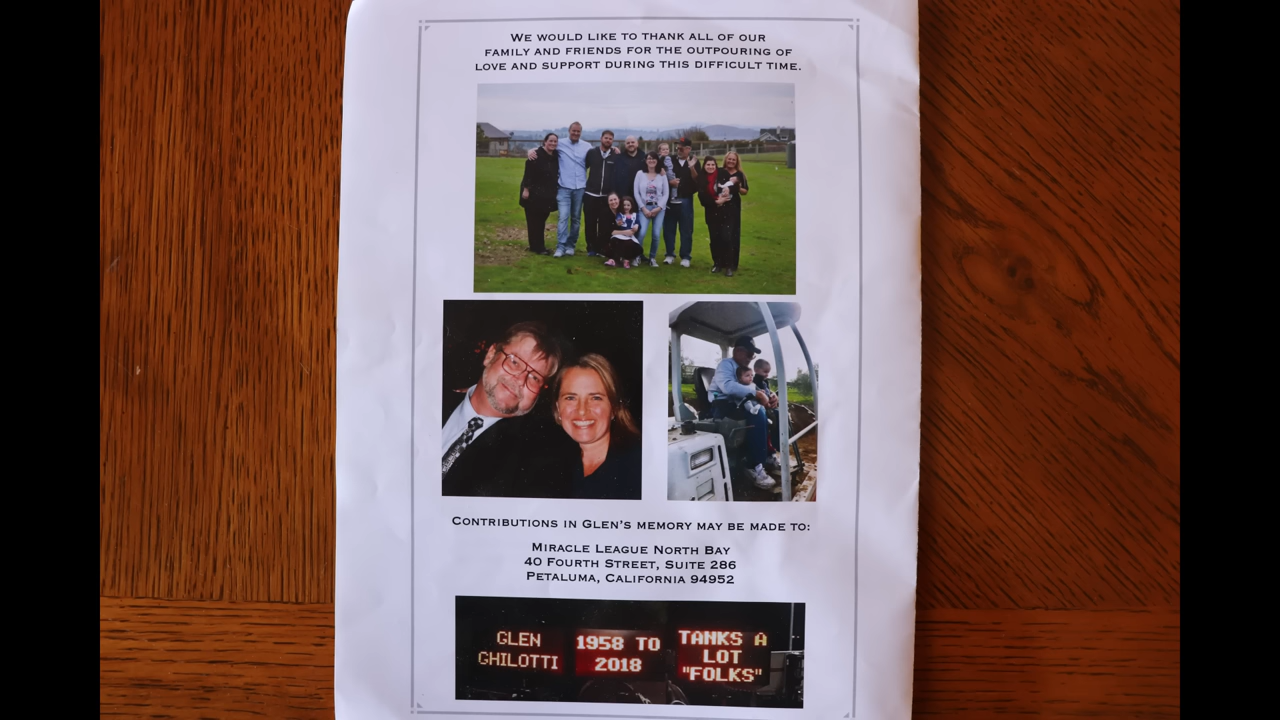 WE WOULD LIKE TO THANK ALL OF OUR
FAMILY AND FRIENDS FOR THE OUTPOURING OF
LOVE AND SUPPORT DURING THIS DIFFICULT TIME.
CONTRIBUTIONS IN GLEN'S MEMORY MAY BE MADE TO:
MIRACLE LEAGUE NORTH BAY
40 FOURTH STREET, SUITE 286
PETALUMA, CALIFORNIA 94952
GLEN
GHILOTTI
1958 TO
2018
TANKS A
LOT
"FOLKS"